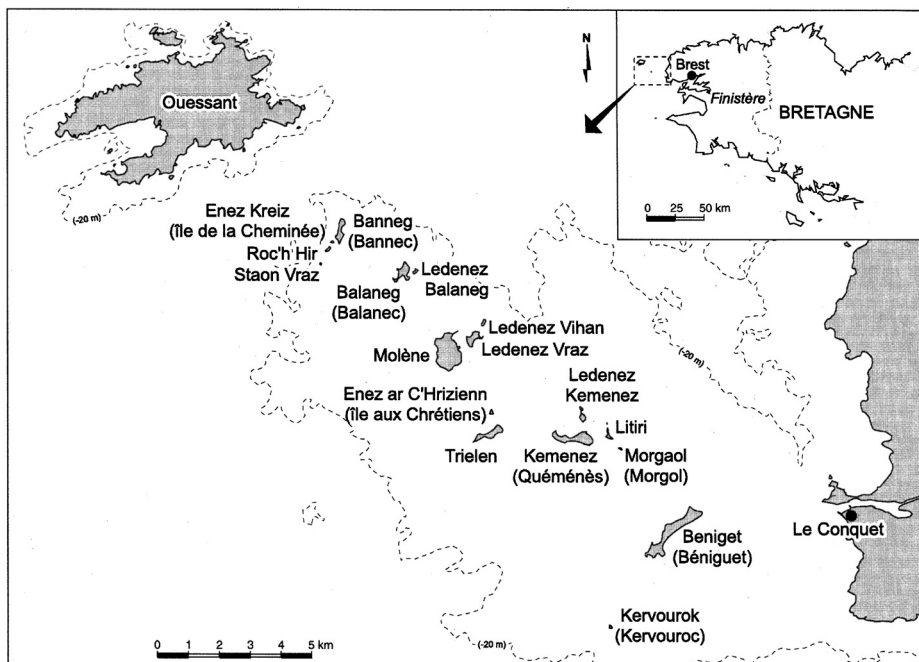 N
Brest
Finistère
BRETAGNE
0 25 50 km
Ouessant
(-20 m)
Enez Kreiz
(île de la Cheminée)
Roc'h Hir
Staon Vraz
Banneg
(Bannec)
Ledenez
Balaneg
Balaneg
(Balanec)
Ledenez Vihan
Ledenez Vraz
Molène
(-20 m)
Ledenez
Kemenez
Enez ar C'Hrizienn
(île aux Chrétiens)
Litiri
Trielen
Kemenez
(Quéménès)
Morgaol
(Morgol)
Le Conquet
Beniget
(Béniguet)
Kervourok
(Kervouroc)
0 1 2 3 4 5 km
(-20 m)